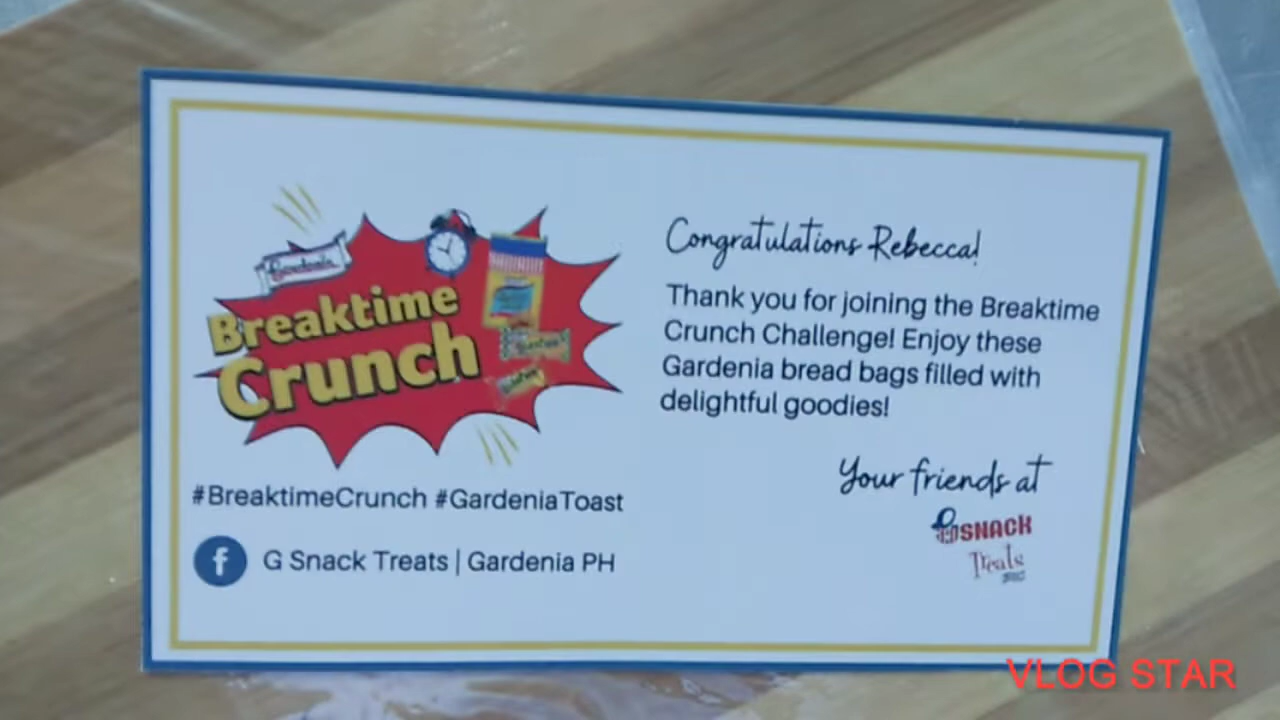 Gardenia
Breaktime
Crunch
#BreaktimeCrunch #GardeniaToast
G Snack Treats | Gardenia PH
Congratulations Rebecca!
Thank you for joining the Breaktime
Crunch Challenge! Enjoy these
Gardenia bread bags filled with
delightful goodies!
Your friends at
SNACK
Treats
VLOG STAR